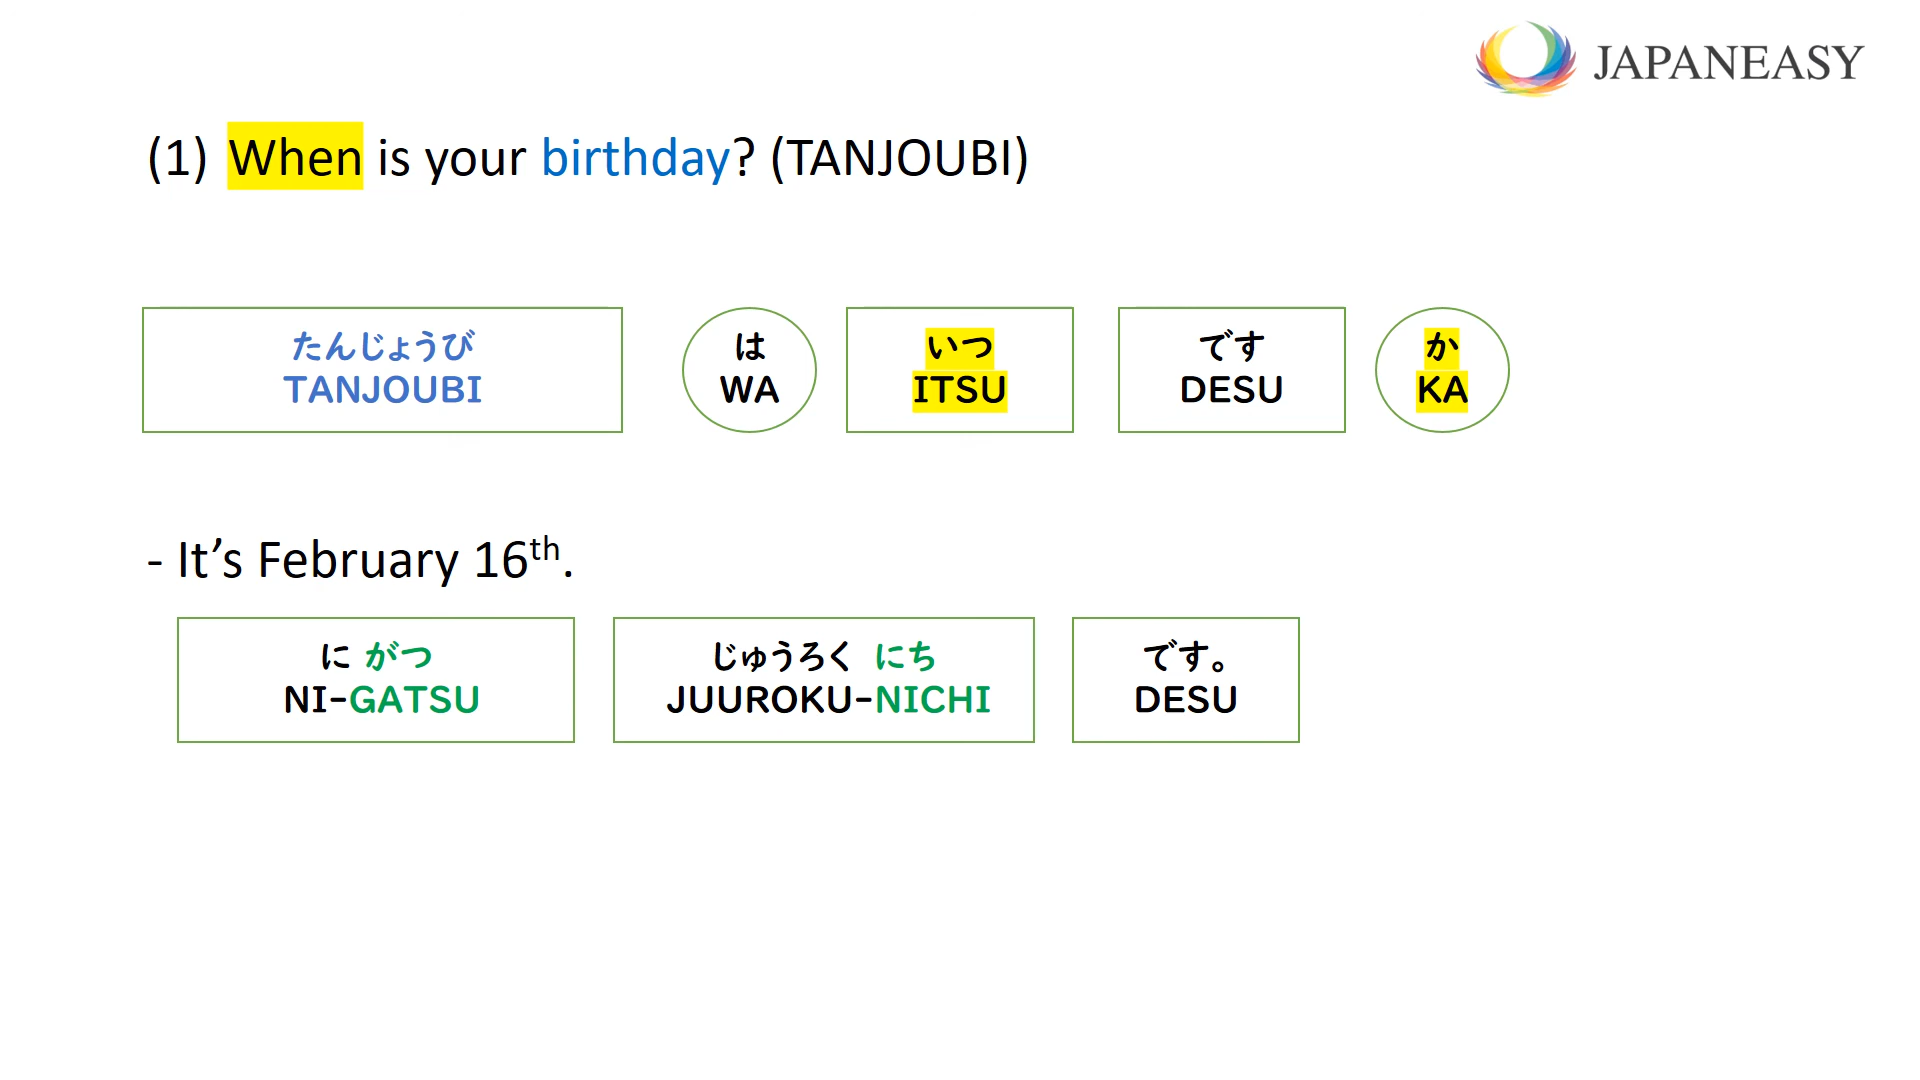 JAPANEASY
(1) When is your birthday? (TANJOUBI)
たんじょうび は いつ です か
TANJOUBI WA ITSU DESU KA
- It’s February 16th.
に がつ じゅうろく にち です。
NI-GATSU JUUROKU-NICHI DESU